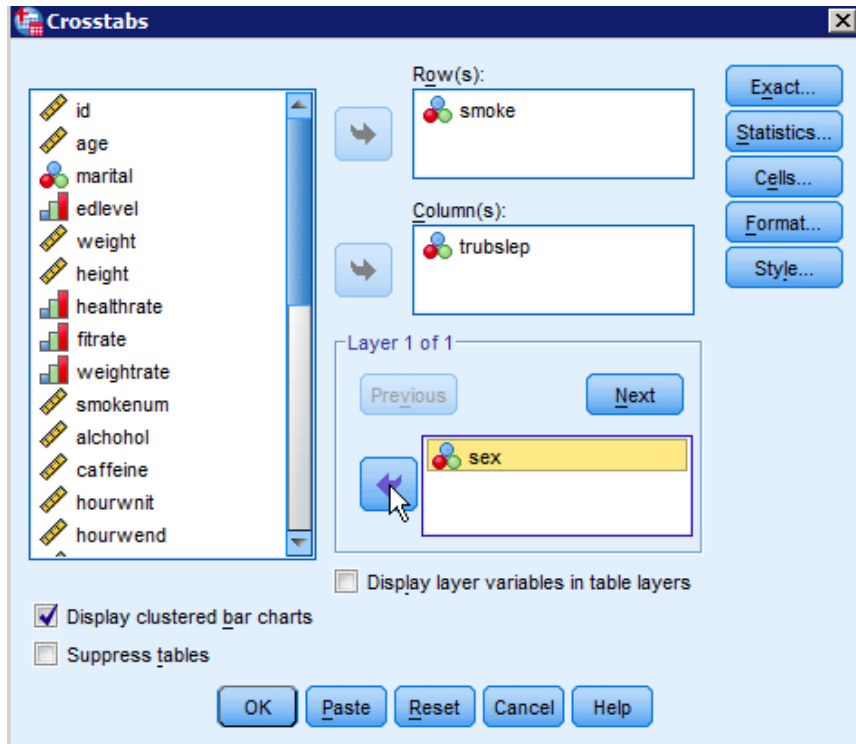 Crosstabs
id
age
marital
edlevel
weight
height
healthrate
fitrate
weightrate
smokenum
alchohol
caffeine
hourwnit
hourwend
Row(s):
smoke
Column(s):
trubslep
Layer 1 of 1
Previous
Next
sex
Display layer variables in table layers
Exact...
Statistics...
Cells...
Format...
Style...
Display clustered bar charts
Suppress tables
OK Paste Reset Cancel Help